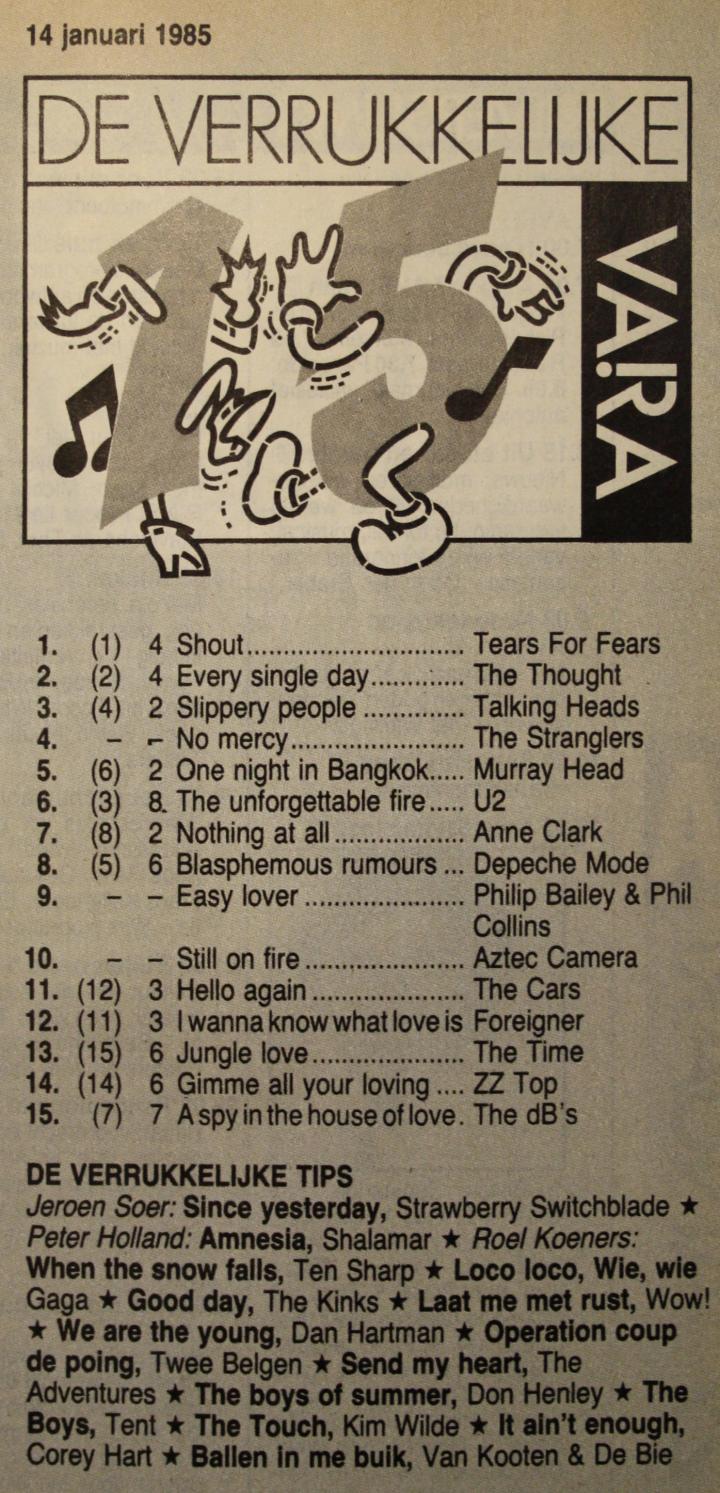 14 januari 1985
DE VERRUKKELIJKE
15
VARA
1. (1) 4 Shout............................. Tears For Fears
2. (2) 4 Every single day............ The Thought
3. (4) 2 Slippery people ............. Talking Heads
4. – – No mercy........................ The Stranglers
5. (6) 2 One night in Bangkok..... Murray Head
6. (3) 8. The unforgettable fire..... U2
7. (8) 2 Nothing at all.................. Anne Clark
8. (5) 6 Blasphemous rumours ... Depeche Mode
9. – – Easy lover ...................... Philip Bailey & Phil
Collins
10. – – Still on fire ...................... Aztec Camera
11. (12) 3 Hello again ..................... The Cars
12. (11) 3 I wanna know what love is Foreigner
13. (15) 6 Jungle love..................... The Time
14. (14) 6 Gimme all your loving .... ZZ Top
15. (7) 7 A spy in the house of love. The dB's
DE VERRUKKELIJKE TIPS
Jeroen Soer: Since yesterday, Strawberry Switchblade ★
Peter Holland: Amnesia, Shalamar ★ Roel Koeners:
When the snow falls, Ten Sharp ★ Loco loco, Wie, wie
Gaga ★ Good day, The Kinks ★ Laat me met rust, Wow!
★ We are the young, Dan Hartman ★ Operation coup
de poing, Twee Belgen ★ Send my heart, The
Adventures ★ The boys of summer, Don Henley ★ The
Boys, Tent ★ The Touch, Kim Wilde ★ It ain't enough,
Corey Hart ★ Ballen in me buik, Van Kooten & De Bie